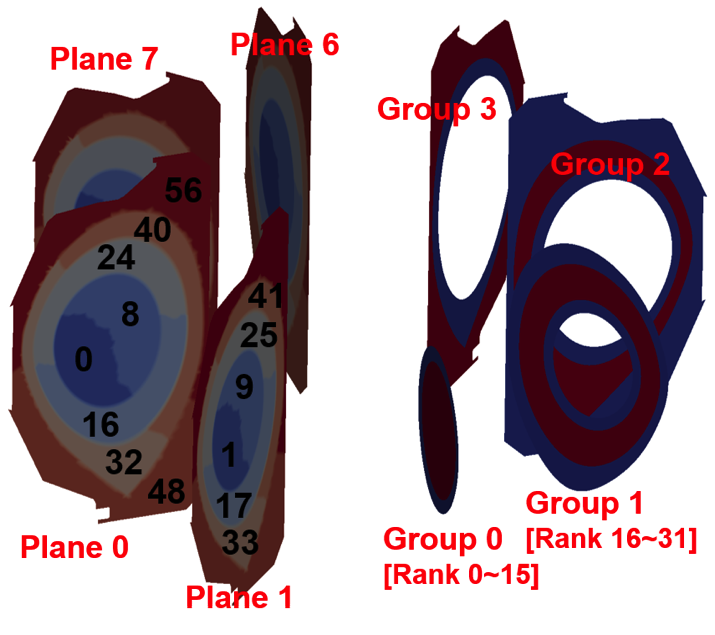 Plane 7
Plane 6
Group 3
Group 2
56
40
24
8
0
16
32
48
41
25
9
1
17
33
Plane 0
Plane 1
Group 0
[Rank 0~15]
Group 1
[Rank 16~31]